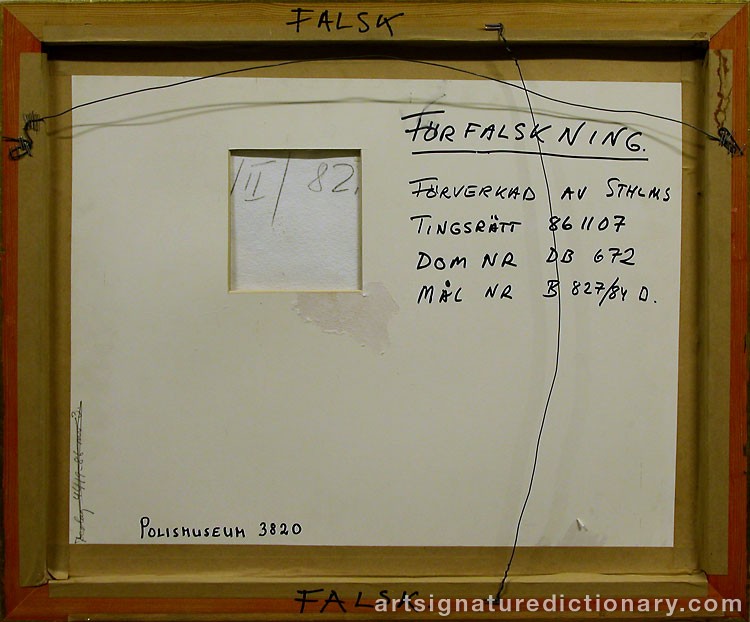 FALSK
FÖRFALSKNING.
FÖRVERKAD AV STHLMS
TINGSRÄTT 861107
DOM NR DB 672
MÅL NR B 827/84 D.
/II/ 82.
POLISMUSEUM 3820
FALSK
artsignaturedictionary.com